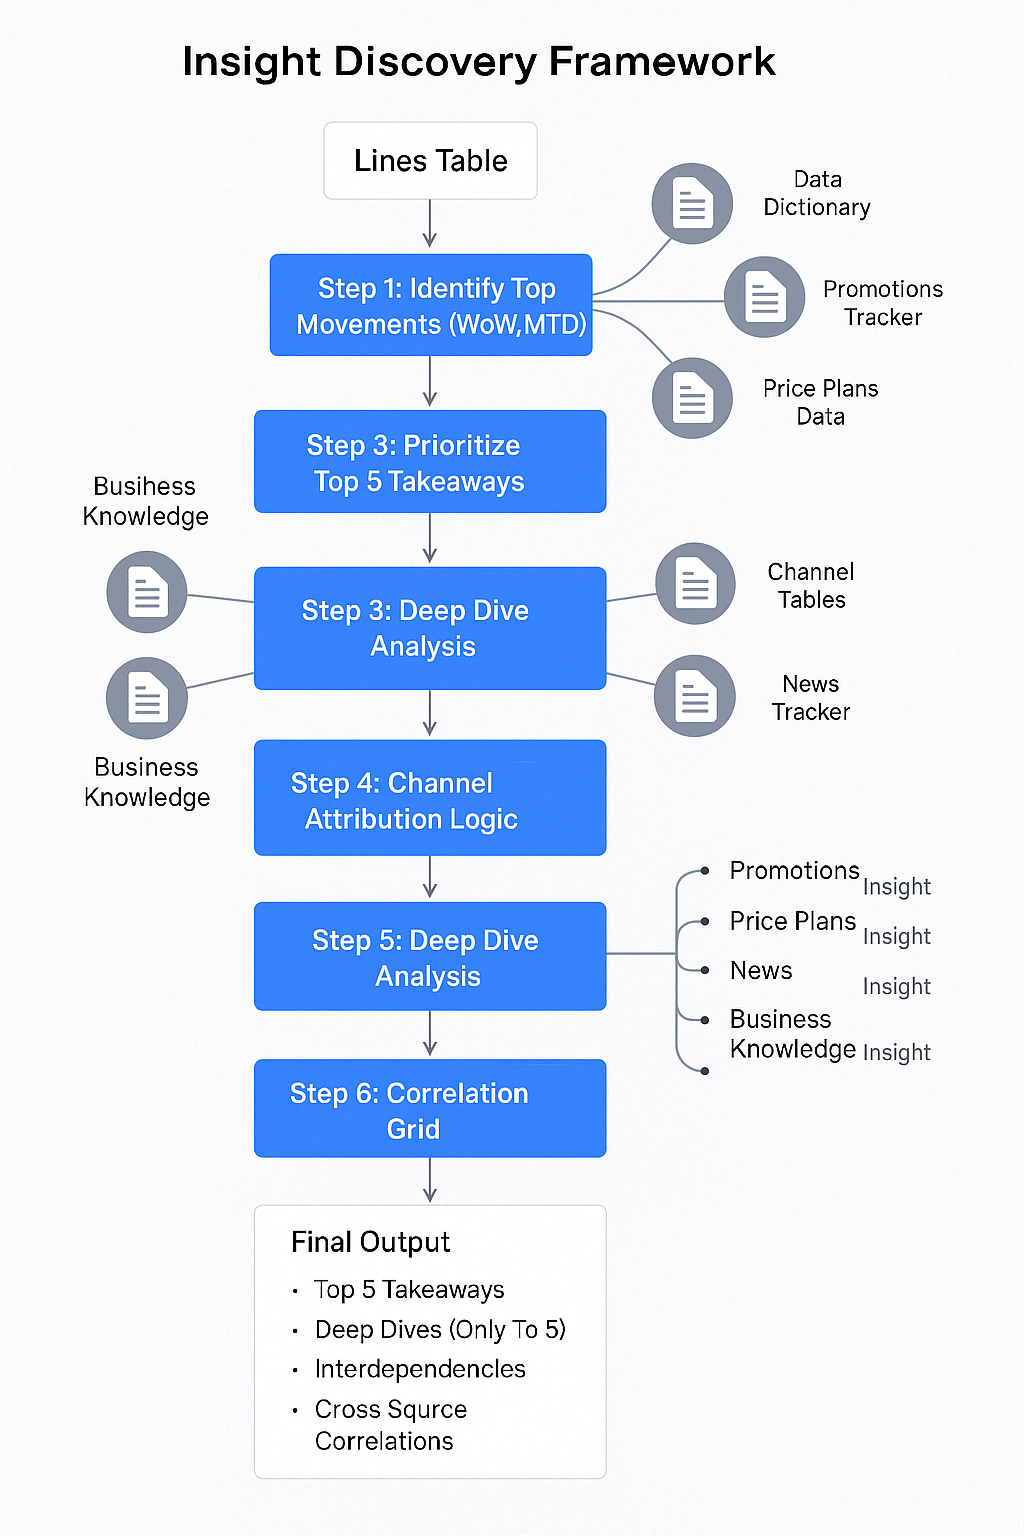 Insight Discovery Framework
Lines Table
Data
Dictionary
Step 1: Identify Top
Movements (WoW,MTD)
Promotions
Tracker
Price Plans
Data
Step 3: Prioritize
Top 5 Takeaways
Busihess
Knowledge
Channel
Tables
Step 3: Deep Dive
Analysis
News
Tracker
Business
Knowledge
Step 4: Channel
Attribution Logic
Promotions
Insight
Price Plans
Insight
Step 5: Deep Dive
Analysis
News
Insight
Business
Knowledge Insight
Step 6: Correlation
Grid
Final Output
• Top 5 Takeaways
• Deep Dives (Only To 5)
• Interdependencles
• Cross Squrce
Correlations